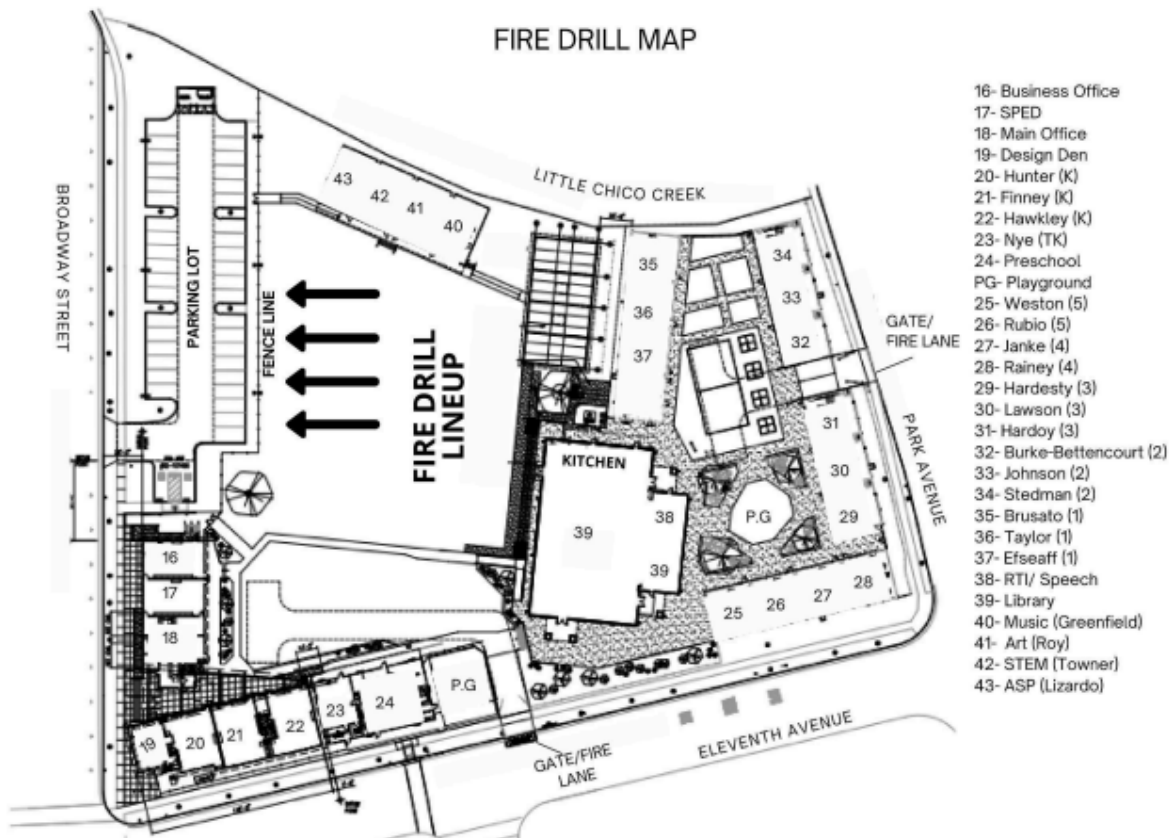 FIRE DRILL MAP
16- Business Office
17- SPED
18- Main Office
19- Design Den
20- Hunter (K)
21- Finney (K)
22- Hawkley (K)
23- Nye (TK)
24- Preschool
PG- Playground
25- Weston (5)
26- Rubio (5)
27- Janke (4)
28- Rainey (4)
29- Hardesty (3)
30- Lawson (3)
31- Hardoy (3)
32- Burke-Bettencourt (2)
33- Johnson (2)
34- Stedman (2)
35- Brusato (1)
36- Taylor (1)
37- Efseaff (1)
38- RTI/ Speech
39- Library
40- Music (Greenfield)
41- Art (Roy)
42- STEM (Towner)
43- ASP (Lizardo)
BROADWAY STREET
PARKING LOT
FENCE LINE
FIRE DRILL
LINEUP
LITTLE CHICO CREEK
43
42
41
40
35
36
37
34
33
32
GATE/
FIRE LANE
PARK AVENUE
31
30
29
KITCHEN
39
38
39
P.G
25
26
27
28
16
17
18
19
20
21
22
23
24
P.G
GATE/FIRE
LANE
ELEVENTH AVENUE